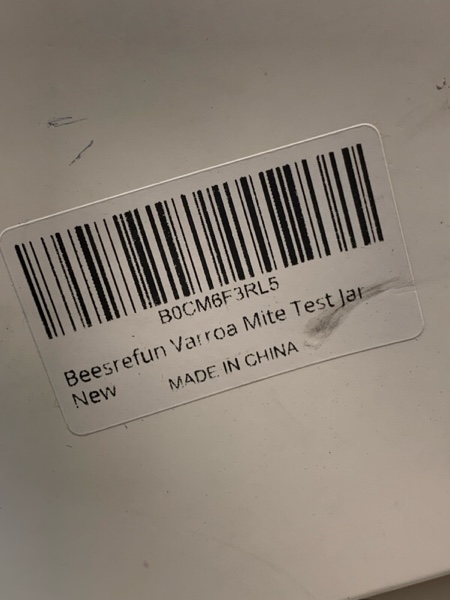 B0CM6F3RL5
Beesrefun Varroa Mite Test Jar
New
MADE IN CHINA